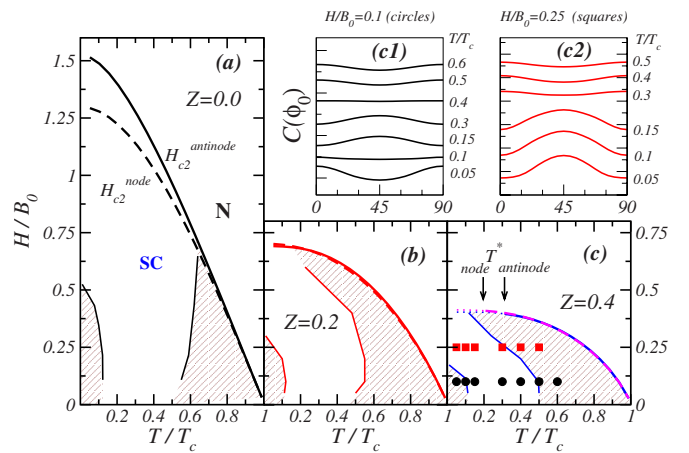 H/B₀=0.1 (circles)
H/B₀=0.25 (squares)
(a)
Z=0.0
H_c2^antinode
H_c2^node
N
SC
H/B₀
1.5
1.25
1
0.75
0.5
0.25
0
0.2 0.4 0.6 0.8 1
T/T_c
(c1)
T/T_c
0.6
0.5
0.4
0.3
0.15
0.1
0.05
C(ϕ₀)
0 45 90
(c2)
T/T_c
0.5
0.4
0.3
0.15
0.1
0.05
0 45 90
(b)
Z=0.2
0.2 0.4 0.6 0.8 1
T/T_c
(c)
T*
node antinode
Z=0.4
0.75
0.5
0.25
0
0.2 0.4 0.6 0.8 1
T/T_c